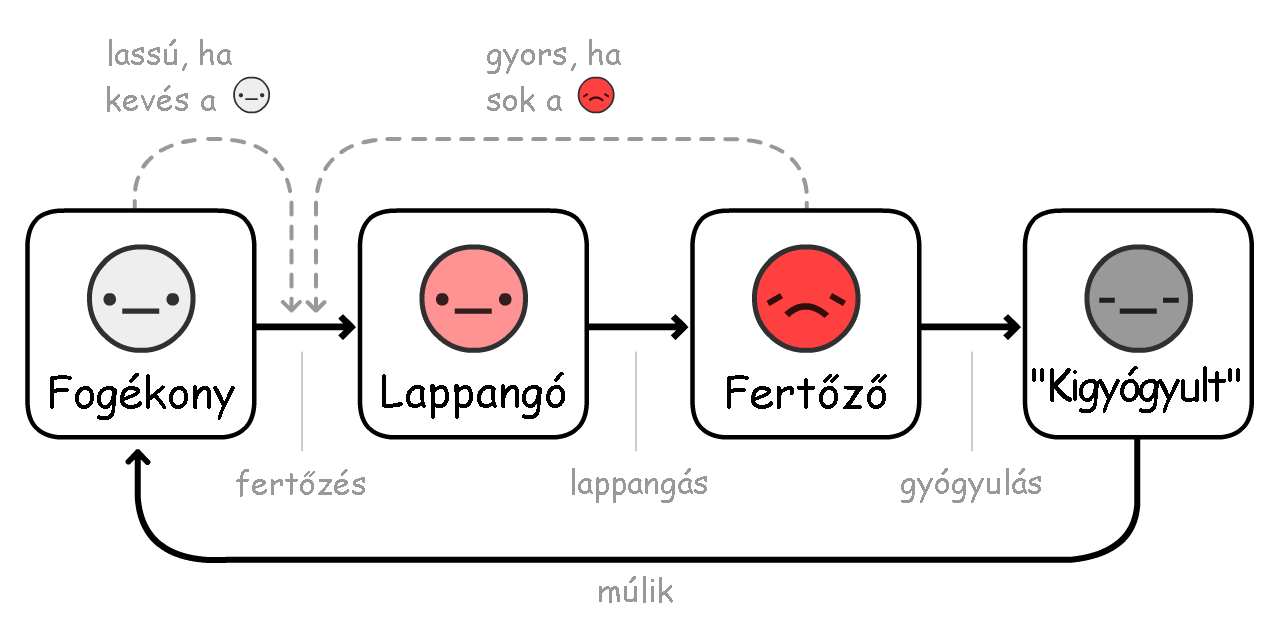 lassú, ha
kevés a
gyors, ha
sok a
Fogékony
Lappangó
Fertőző
"Kigyógyult"
fertőzés
lappangás
gyógyulás
múlik